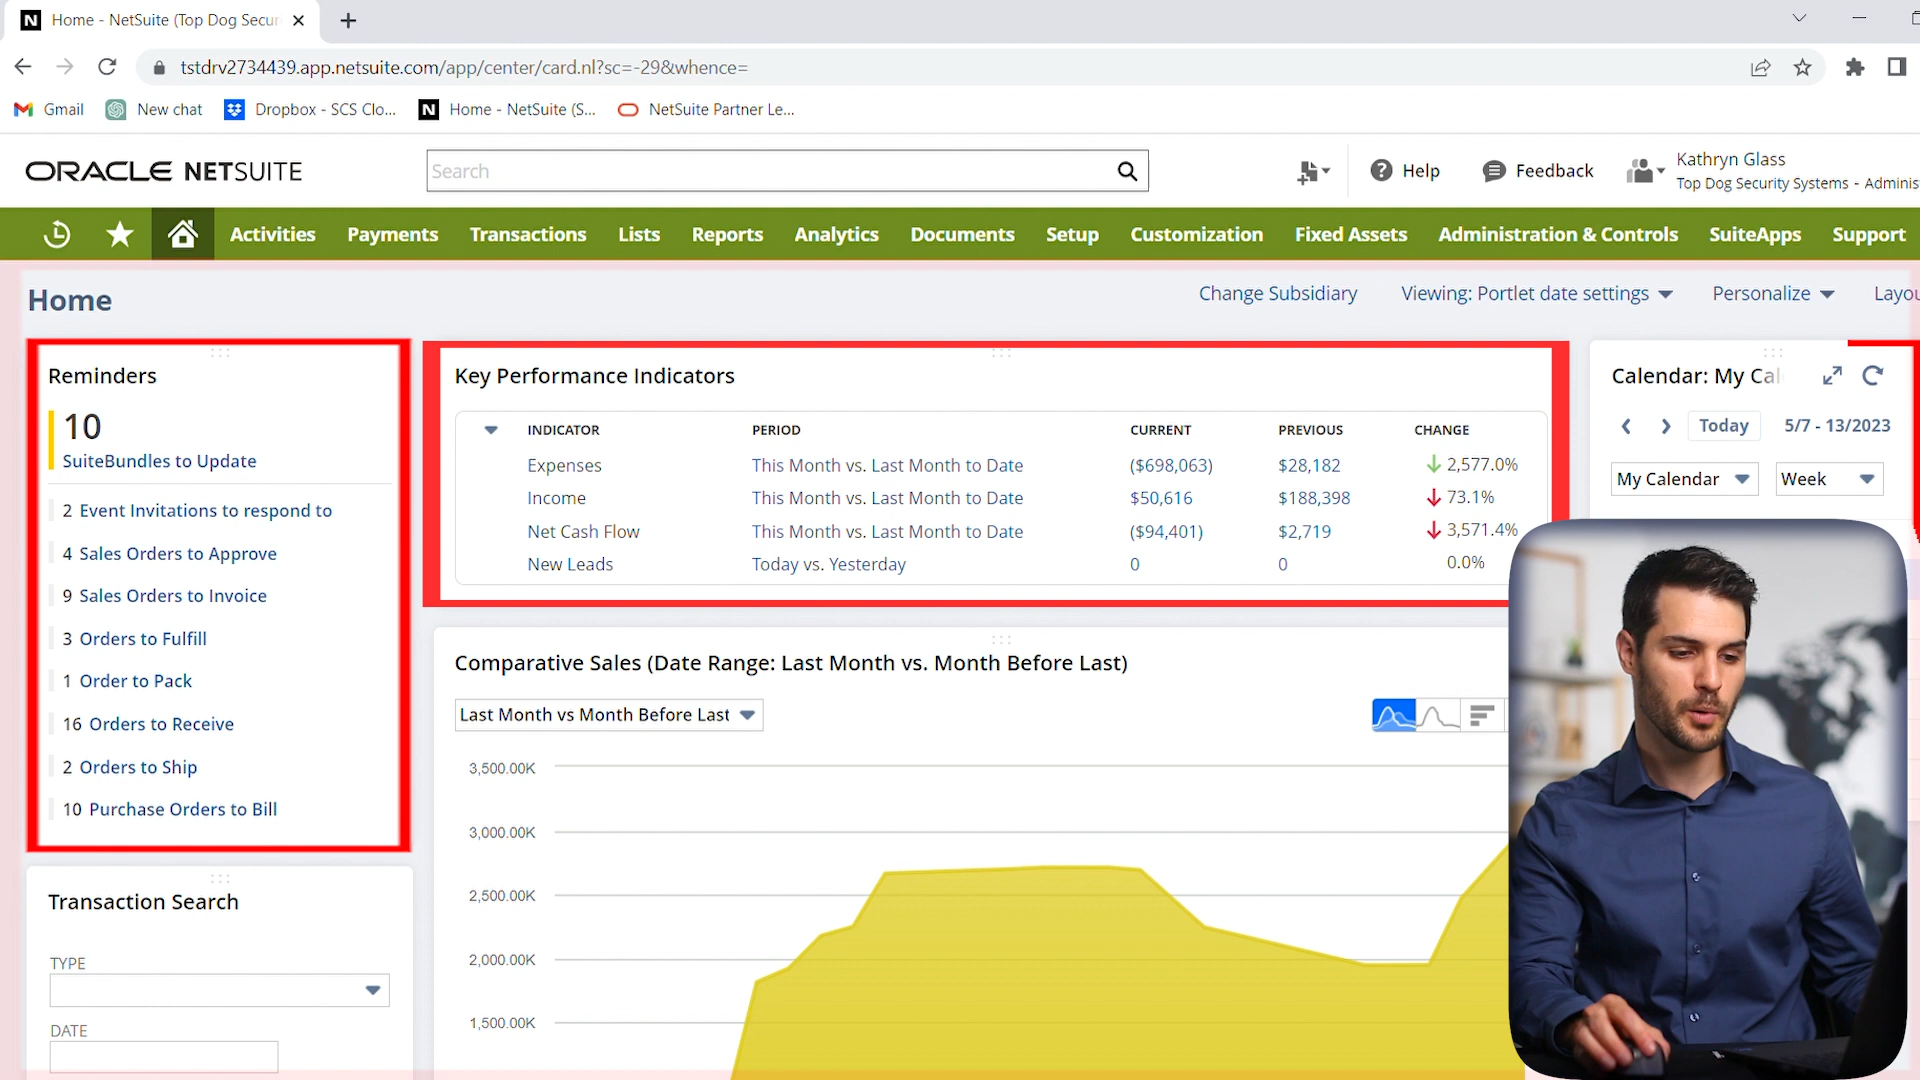 Home - NetSuite (Top Dog Secur
tstdrv2734439.app.netsuite.com/app/center/card.nl?sc=-29&whence=
Gmail New chat Dropbox - SCS Clo... Home - NetSuite (S... NetSuite Partner Le...
ORACLE NETSUITE
Search
Help
Feedback
Kathryn Glass
Top Dog Security Systems - Adminis
Activities Payments Transactions Lists Reports Analytics Documents Setup Customization Fixed Assets Administration & Controls SuiteApps Support
Home
Change Subsidiary Viewing: Portlet date settings Personalize Layou
Reminders
10
SuiteBundles to Update
2 Event Invitations to respond to
4 Sales Orders to Approve
9 Sales Orders to Invoice
3 Orders to Fulfill
1 Order to Pack
16 Orders to Receive
2 Orders to Ship
10 Purchase Orders to Bill
Transaction Search
TYPE
DATE
Key Performance Indicators
INDICATOR PERIOD CURRENT PREVIOUS CHANGE
Expenses This Month vs. Last Month to Date ($698,063) $28,182 2,577.0%
Income This Month vs. Last Month to Date $50,616 $188,398 73.1%
Net Cash Flow This Month vs. Last Month to Date ($94,401) $2,719 3,571.4%
New Leads Today vs. Yesterday 0 0 0.0%
Comparative Sales (Date Range: Last Month vs. Month Before Last)
Last Month vs Month Before Last
3,500.00K
3,000.00K
2,500.00K
2,000.00K
1,500.00K
Calendar: My Cal
Today 5/7 - 13/2023
My Calendar Week